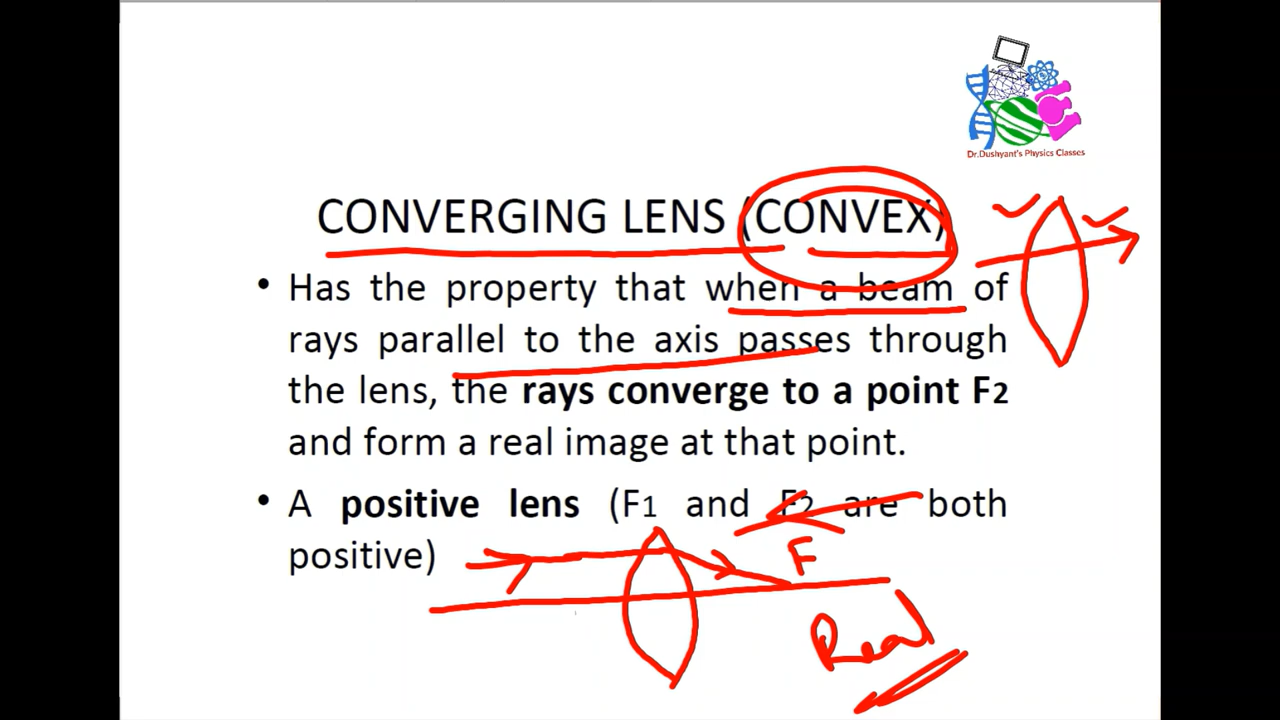 Dr.Dushyant's Physics Classes
CONVERGING LENS (CONVEX)
• Has the property that when a beam of
rays parallel to the axis passes through
the lens, the rays converge to a point F2
and form a real image at that point.
• A positive lens (F1 and F2 are both
positive)
F
Real